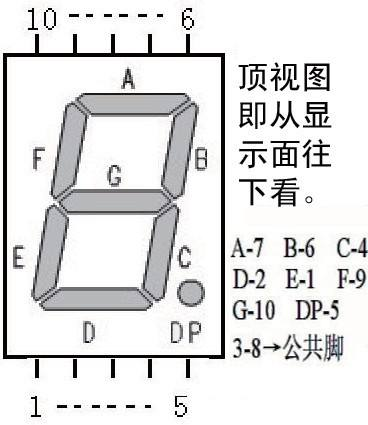 10 ------ 6
顶视图
即从显
示面往
下看。
A
F
B
G
E
C
D
DP
A-7 B-6 C-4
D-2 E-1 F-9
G-10 DP-5
3-8→公共脚
1 ------- 5